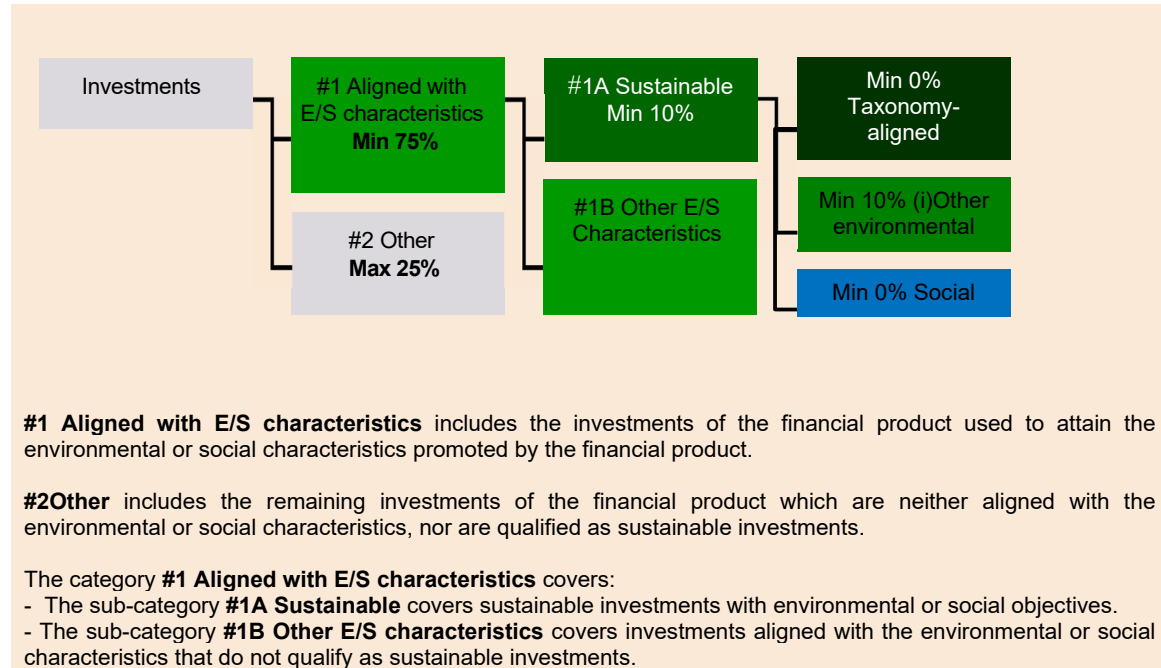 Investments
#1 Aligned with
E/S characteristics
Min 75%
#2 Other
Max 25%
#1A Sustainable
Min 10%
#1B Other E/S
Characteristics
Min 0%
Taxonomy-
aligned
Min 10% (i)Other
environmental
Min 0% Social
#1 Aligned with E/S characteristics includes the investments of the financial product used to attain the
environmental or social characteristics promoted by the financial product.
#2Other includes the remaining investments of the financial product which are neither aligned with the
environmental or social characteristics, nor are qualified as sustainable investments.
The category #1 Aligned with E/S characteristics covers:
- The sub-category #1A Sustainable covers sustainable investments with environmental or social objectives.
- The sub-category #1B Other E/S characteristics covers investments aligned with the environmental or social
characteristics that do not qualify as sustainable investments.